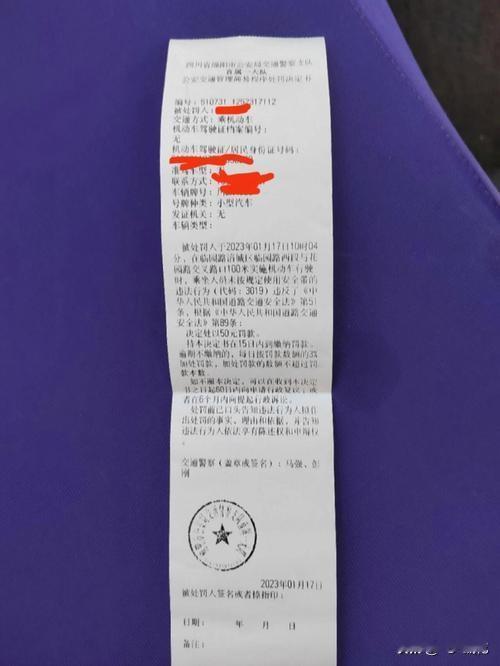 四川省绵阳市公安局交通警察支队
直属一大队
公安交通管理简易程序处罚决定书
编号：510731 1252317112
被处罚人：
交通方式：乘机动车
机动车驾驶证档案编号：
无
机动车驾驶证/居民身份证号码：
准驾车型：
联系方式：
车辆牌号：川
号牌种类：小型汽车
发证机关：无
车辆类型：
被处罚人于2023年01月17日10时04
分，在临园路涪城区临园路西段与花
园路交叉路口100米实施机动车行驶
时，乘坐人员未按规定使用安全带的
违法行为（代码：3019）违反了《中
华人民共和国道路交通安全法》第51
条，根据《中华人民共和国道路交通
安全法》第89条：
决定处以50元罚款。
持本决定书在15日内到缴纳罚款。
逾期不缴纳的，每日按罚款数额的3%
加处罚款，加处罚款的数额不超过罚
款本数。
如不服本决定，可以在收到本决定
书之日起60日内申请行政复议，或
者在6个月内向提起行政诉讼。
处罚前已口头告知违法行为人拟作
出处罚的事实、理由和依据，并告知
违法行为人依法享有陈述权和申辩权
。
交通警察（盖章或签名）：马强、彭
刚
2023年01月17日
被处罚人签名或者捺指印：
日期： 年 月 日
备注：